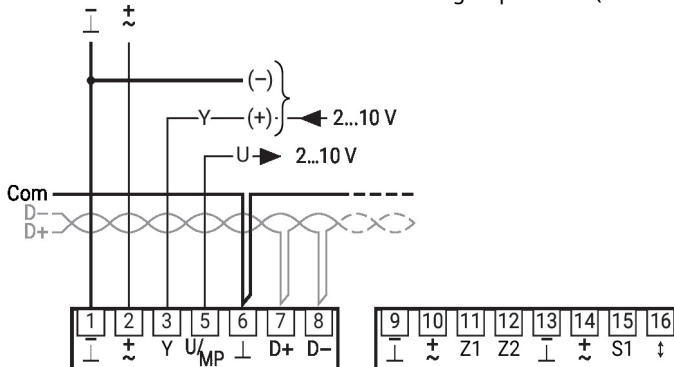 ⊥ ~
(–)
Y (+) 2...10 V
U 2...10 V
Com
D–
D+
1 2 3 5 6 7 8 9 10 11 12 13 14 15 16
⊥ ~ Y U/MP ⊥ D+ D– ⊥ ~ Z1 Z2 ⊥ ~ S1 ↕